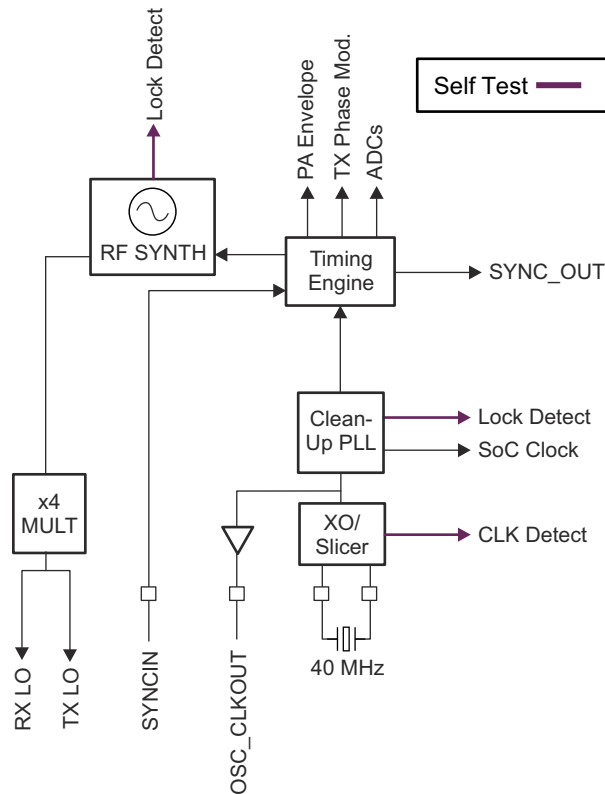 Lock Detect
Self Test
PA Envelope
TX Phase Mod.
ADCs
RF SYNTH
Timing
Engine
SYNC_OUT
Clean-
Up PLL
Lock Detect
SoC Clock
x4
MULT
XO/
Slicer
CLK Detect
40 MHz
RX LO
TX LO
SYNCIN
OSC_CLKOUT